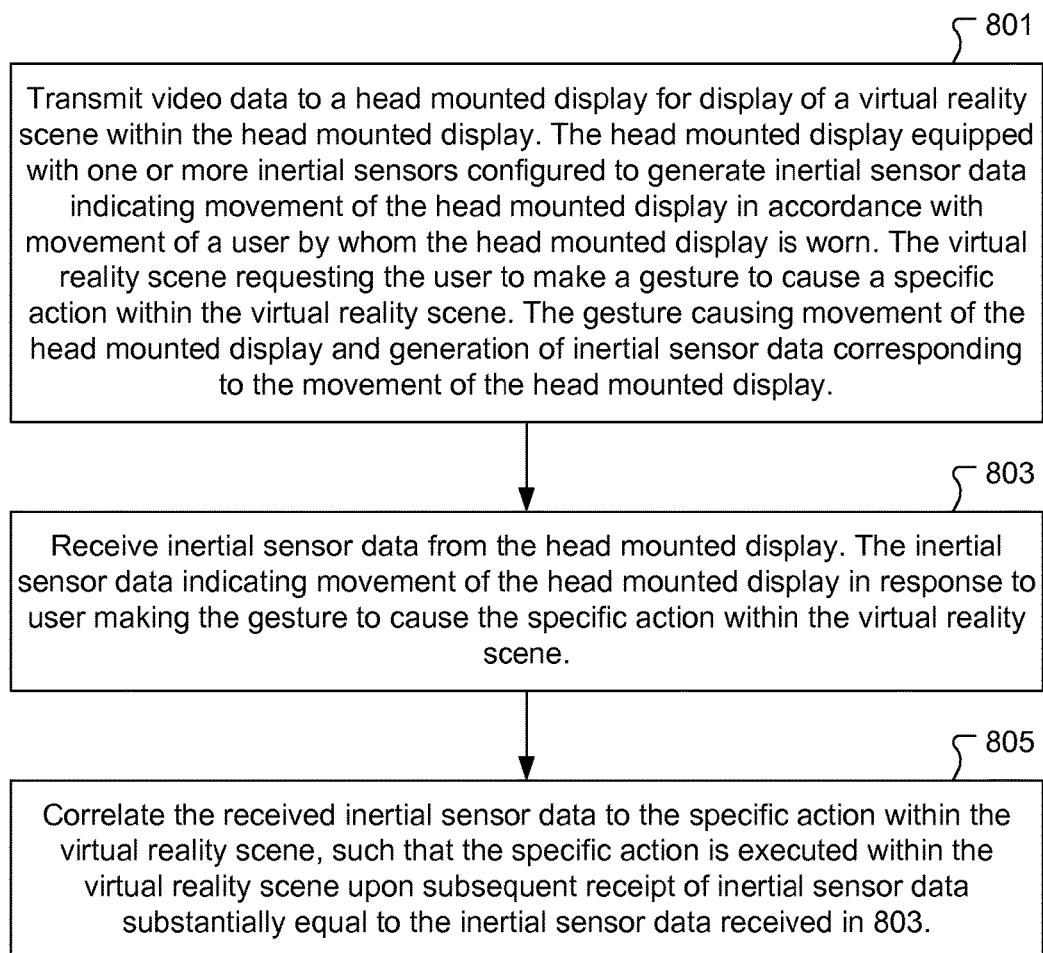 801
Transmit video data to a head mounted display for display of a virtual reality
scene within the head mounted display. The head mounted display equipped
with one or more inertial sensors configured to generate inertial sensor data
indicating movement of the head mounted display in accordance with
movement of a user by whom the head mounted display is worn. The virtual
reality scene requesting the user to make a gesture to cause a specific
action within the virtual reality scene. The gesture causing movement of the
head mounted display and generation of inertial sensor data corresponding
to the movement of the head mounted display.
803
Receive inertial sensor data from the head mounted display. The inertial
sensor data indicating movement of the head mounted display in response to
user making the gesture to cause the specific action within the virtual reality
scene.
805
Correlate the received inertial sensor data to the specific action within the
virtual reality scene, such that the specific action is executed within the
virtual reality scene upon subsequent receipt of inertial sensor data
substantially equal to the inertial sensor data received in 803.